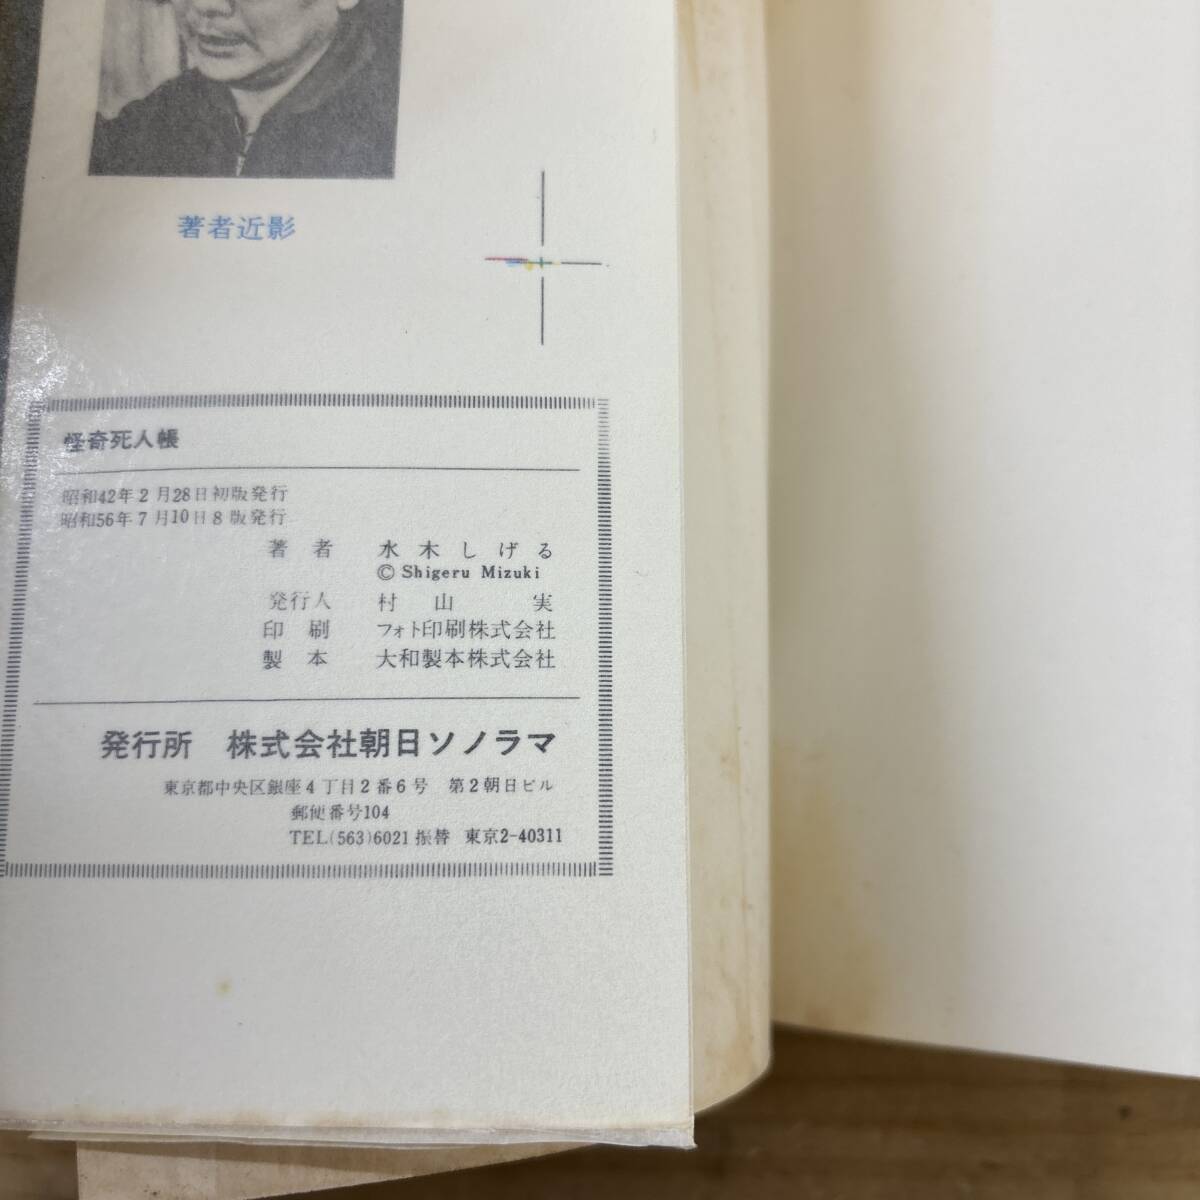 著者近影
怪奇死人帳
昭和42年2月28日初版発行
昭和56年7月10日8版発行
著者 水木しげる
© Shigeru Mizuki
発行人 村山 実
印刷 フォト印刷株式会社
製本 大和製本株式会社
発行所 株式会社朝日ソノラマ
東京都中央区銀座4丁目2番6号 第2朝日ビル
郵便番号104
TEL(563)6021 振替 東京2-40311